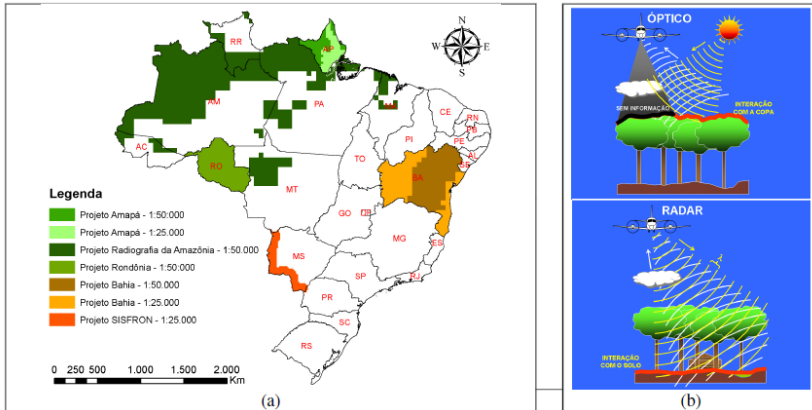 N
W E
S
RR
AP
AM
PA
CE
RN
PB
PE
AL
SE
PI
AC
RO
TO
BA
MT
GO
DF
MG
ES
MS
SP
RJ
PR
SC
RS
Legenda
Projeto Amapá - 1:50:000
Projeto Amapá - 1:25.000
Projeto Radiografia da Amazônia - 1:50.000
Projeto Rondônia - 1:50:000
Projeto Bahia - 1:50.000
Projeto Bahia - 1:25.000
Projeto SISFRON - 1:25.000
0 250 500 1.000 1.500 2.000
Km
(a)
ÓPTICO
SEM INFORMAÇÃO
INTERAÇÃO
COM A COPA
RADAR
INTERAÇÃO
COM O SOLO
(b)